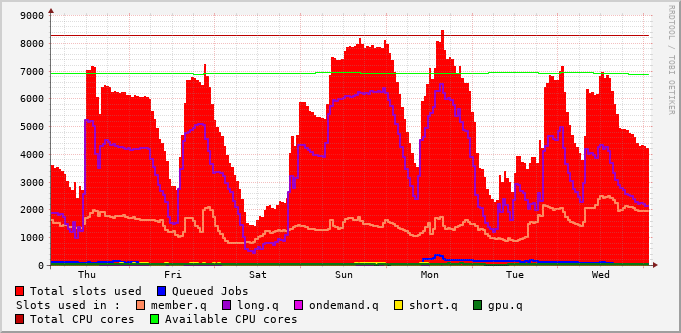 9000
8000
7000
6000
5000
4000
3000
2000
1000
0
Thu Fri Sat Sun Mon Tue Wed
RRDTOOL / TOBI OETIKER
Total slots used Queued Jobs
Slots used in : member.q long.q ondemand.q short.q gpu.q
Total CPU cores Available CPU cores